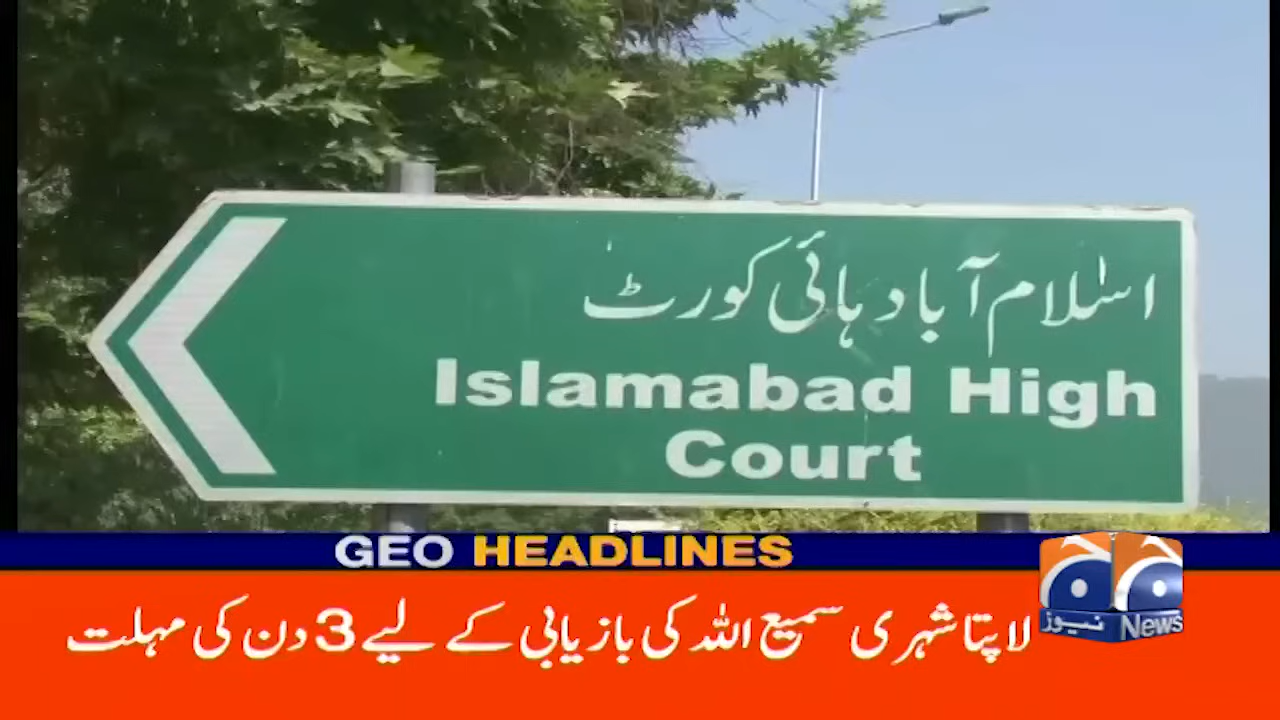 اسلام آباد ہائی کورٹ
Islamabad High
Court
GEO HEADLINES
لاپتا شہری سمیع اللہ کی بازیابی کے لیے 3 دن کی مہلت
جیو نیوز News